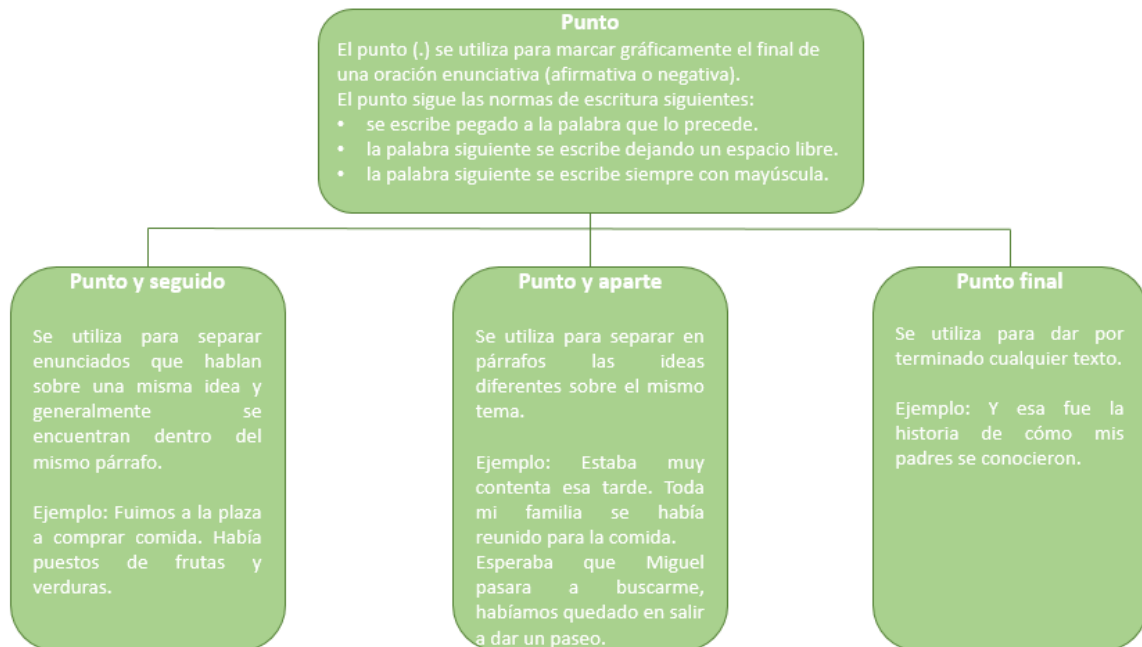 Punto
El punto (.) se utiliza para marcar gráficamente el final de
una oración enunciativa (afirmativa o negativa).
El punto sigue las normas de escritura siguientes:
• se escribe pegado a la palabra que lo precede.
• la palabra siguiente se escribe dejando un espacio libre.
• la palabra siguiente se escribe siempre con mayúscula.
Punto y seguido
Se utiliza para separar
enunciados que hablan
sobre una misma idea y
generalmente se
encuentran dentro del
mismo párrafo.
Ejemplo: Fuimos a la plaza
a comprar comida. Había
puestos de frutas y
verduras.
Punto y aparte
Se utiliza para separar en
párrafos las ideas
diferentes sobre el mismo
tema.
Ejemplo: Estaba muy
contenta esa tarde. Toda
mi familia se había
reunido para la comida.
Esperaba que Miguel
pasara a buscarme,
habíamos quedado en salir
a dar un paseo.
Punto final
Se utiliza para dar por
terminado cualquier texto.
Ejemplo: Y esa fue la
historia de cómo mis
padres se conocieron.